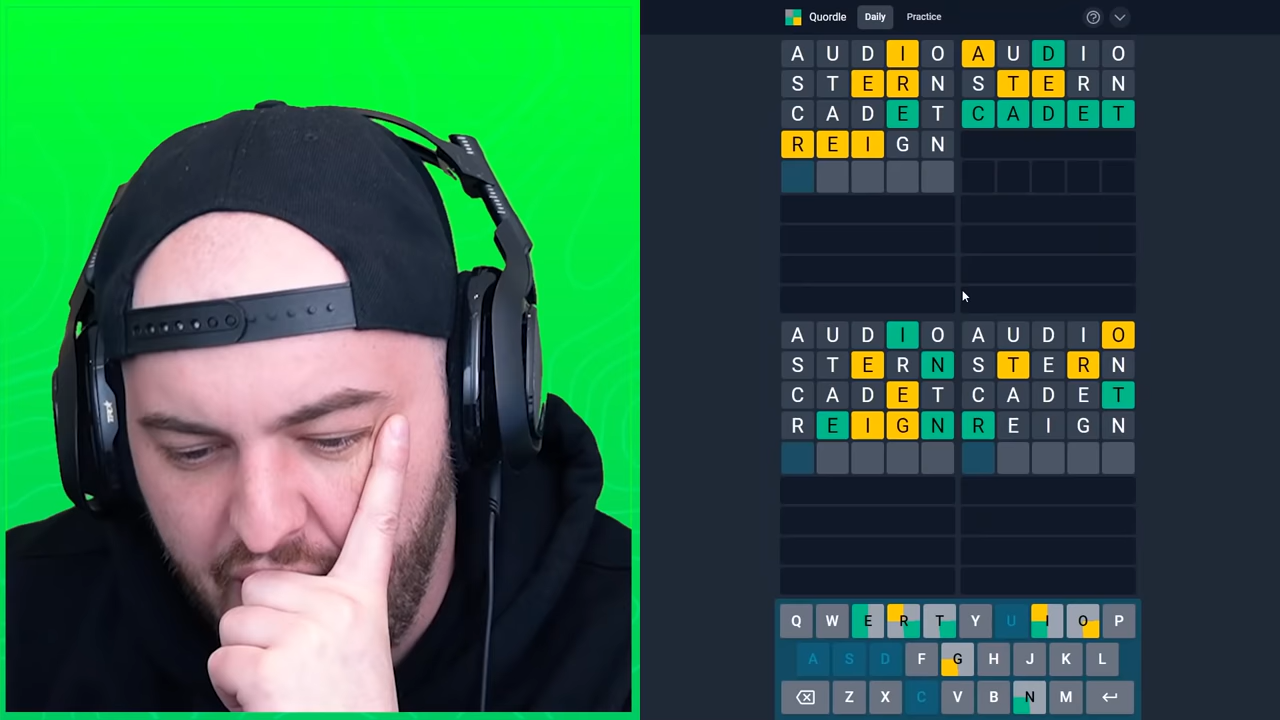 Quordle Daily Practice
A U D I O A U D I O
S T E R N S T E R N
C A D E T C A D E T
R E I G N
A U D I O A U D I O
S T E R N S T E R N
C A D E T C A D E T
R E I G N R E I G N
Q W E R T Y U I O P
A S D F G H J K L
Z X C V B N M